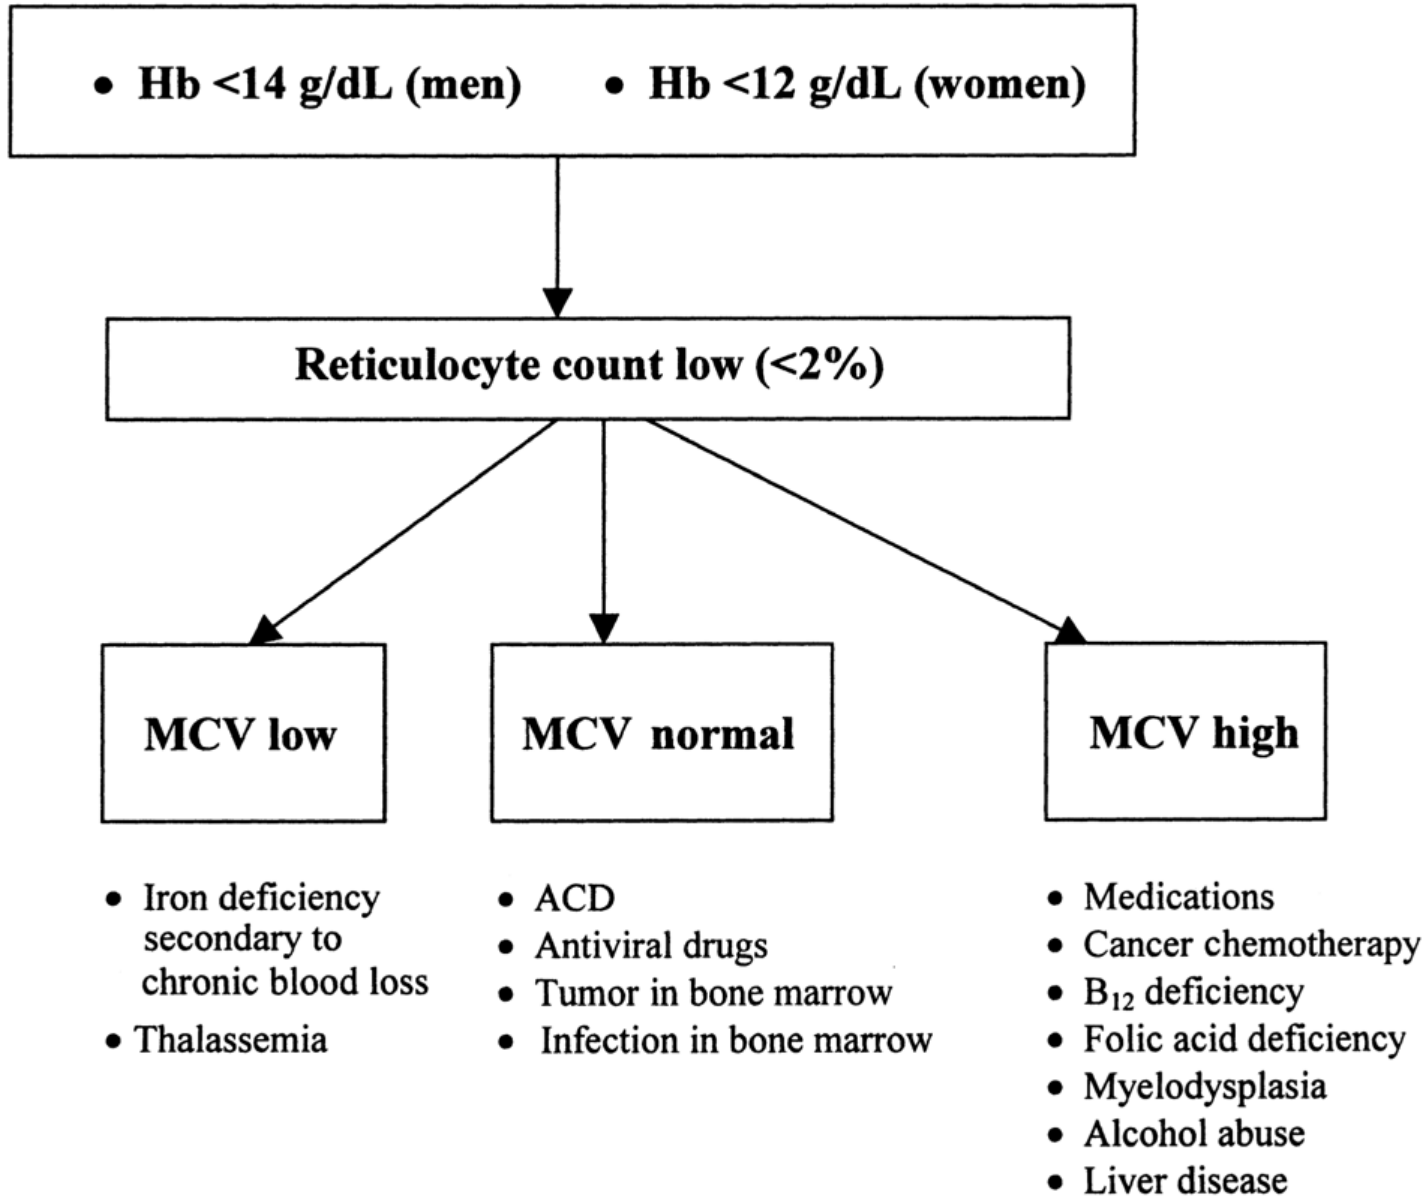 • Hb <14 g/dL (men) • Hb <12 g/dL (women)
Reticulocyte count low (<2%)
MCV low
MCV normal
MCV high
• Iron deficiency
secondary to
chronic blood loss
• Thalassemia
• ACD
• Antiviral drugs
• Tumor in bone marrow
• Infection in bone marrow
• Medications
• Cancer chemotherapy
• B₁₂ deficiency
• Folic acid deficiency
• Myelodysplasia
• Alcohol abuse
• Liver disease